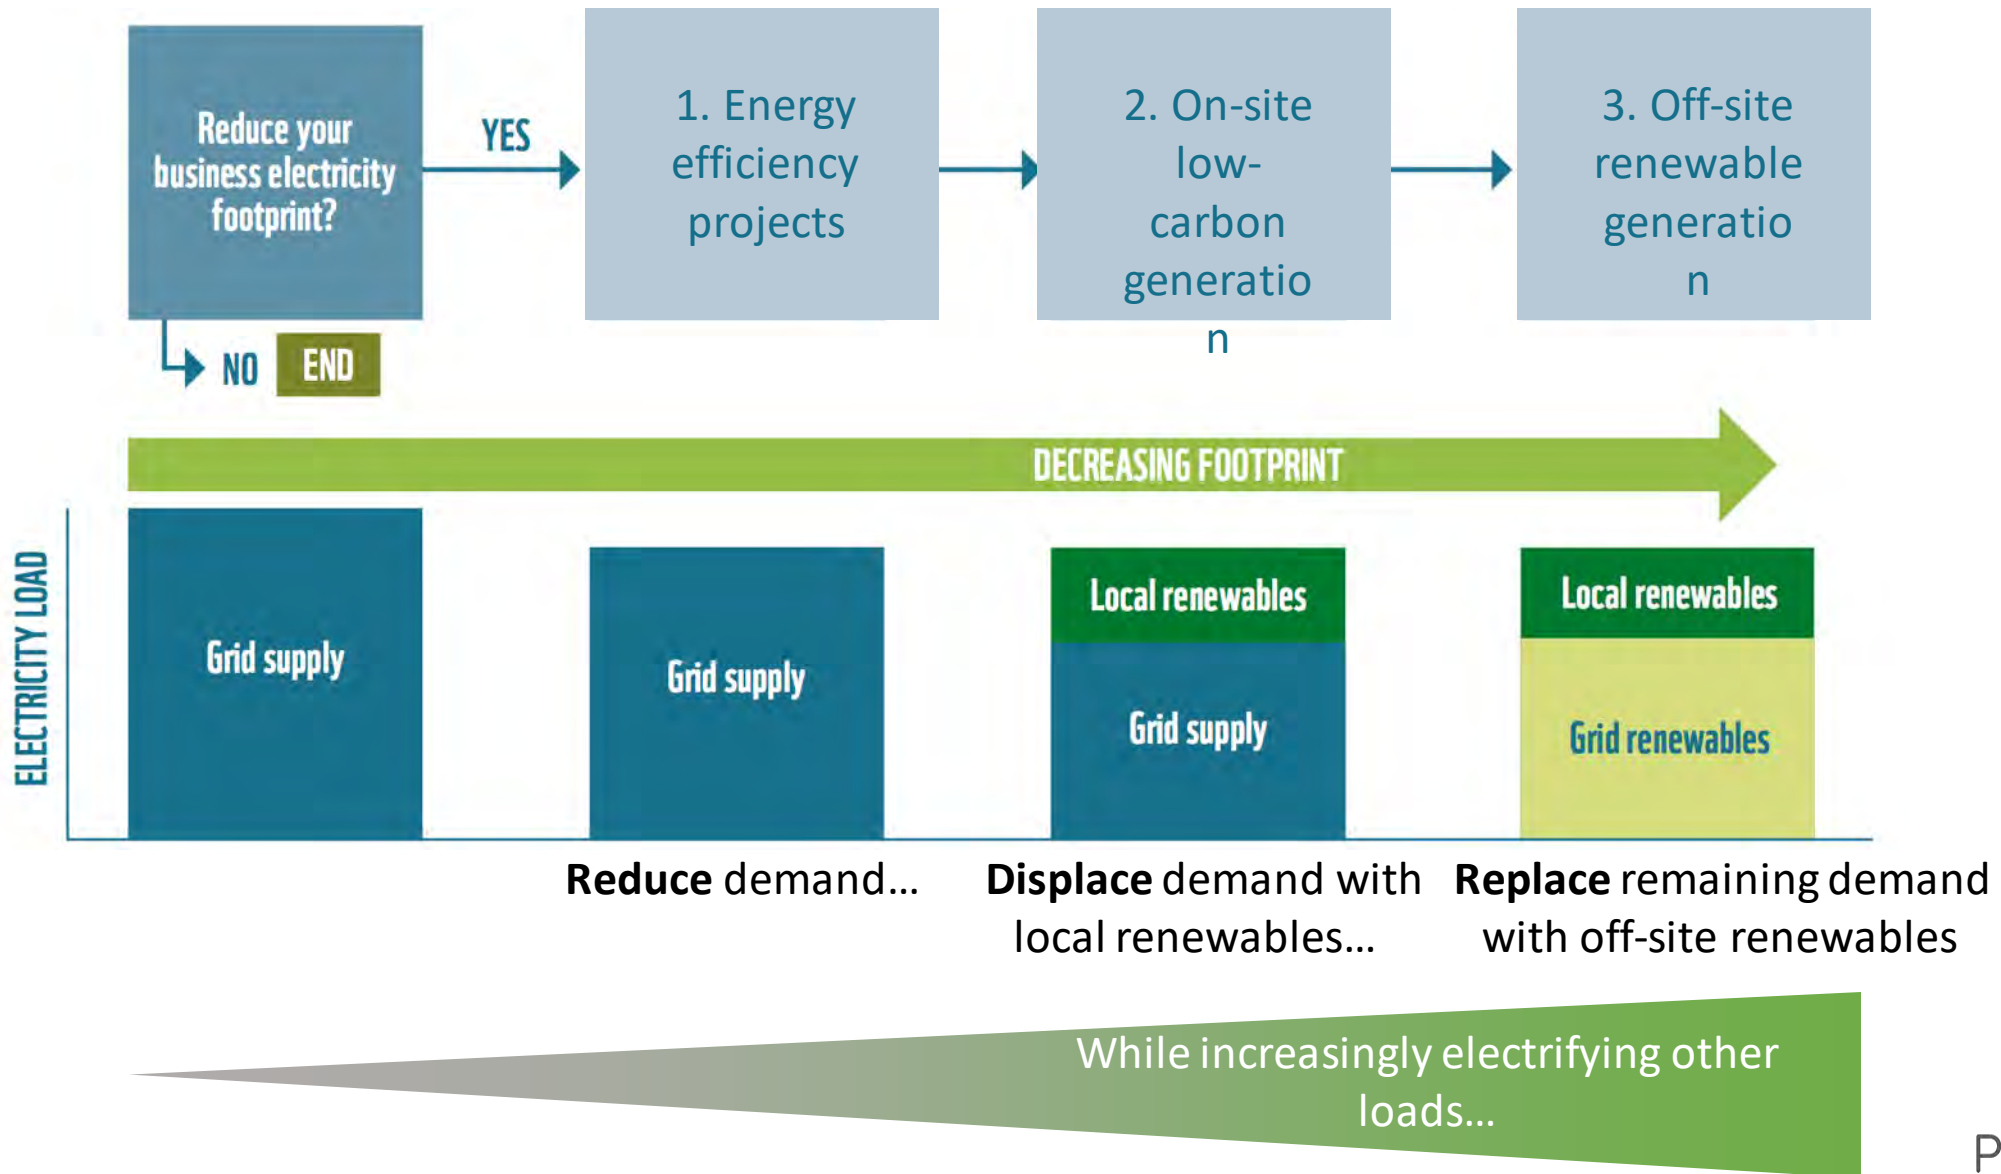 Reduce your
business electricity
footprint?
YES
1. Energy
efficiency
projects
2. On-site
low-
carbon
generatio
n
3. Off-site
renewable
generatio
n
NO
END
DECREASING FOOTPRINT
ELECTRICITY LOAD
Grid supply
Grid supply
Local renewables
Grid supply
Local renewables
Grid renewables
Reduce demand...
Displace demand with
local renewables...
Replace remaining demand
with off-site renewables
While increasingly electrifying other
loads...
P